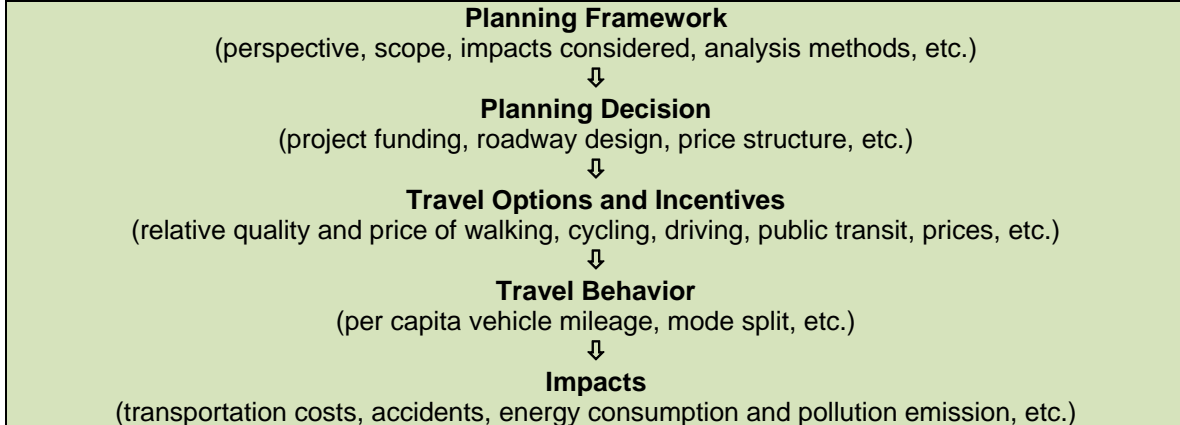 Planning Framework
(perspective, scope, impacts considered, analysis methods, etc.)
⇩
Planning Decision
(project funding, roadway design, price structure, etc.)
⇩
Travel Options and Incentives
(relative quality and price of walking, cycling, driving, public transit, prices, etc.)
⇩
Travel Behavior
(per capita vehicle mileage, mode split, etc.)
⇩
Impacts
(transportation costs, accidents, energy consumption and pollution emission, etc.)